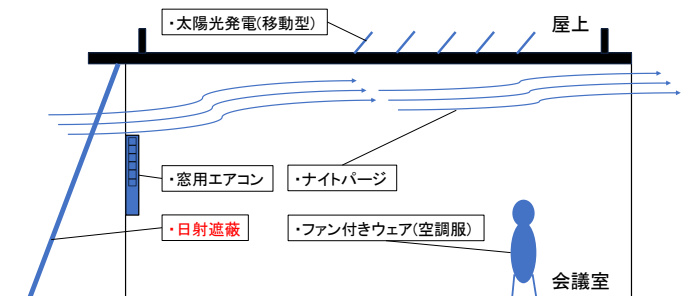 ・太陽光発電(移動型)
屋上
・窓用エアコン
・ナイトパージ
・日射遮蔽
・ファン付きウェア(空調服)
会議室